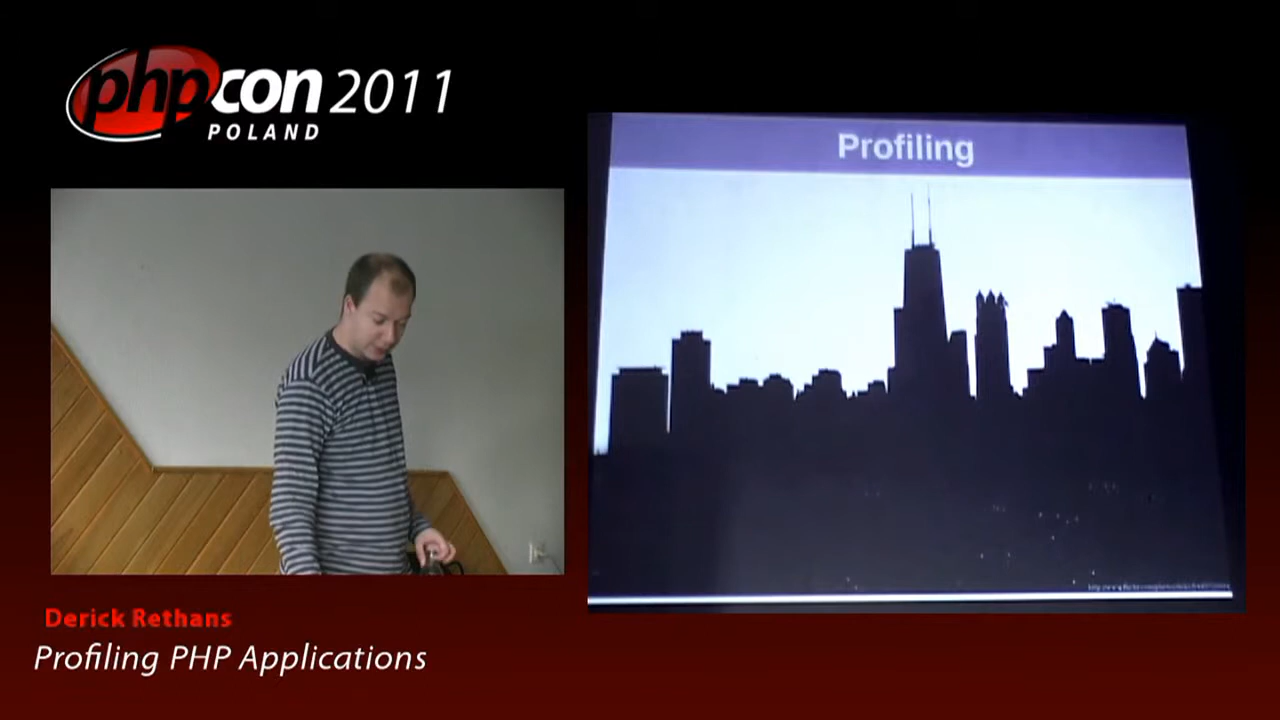 phpcon 2011
POLAND
Profiling
Derick Rethans
Profiling PHP Applications